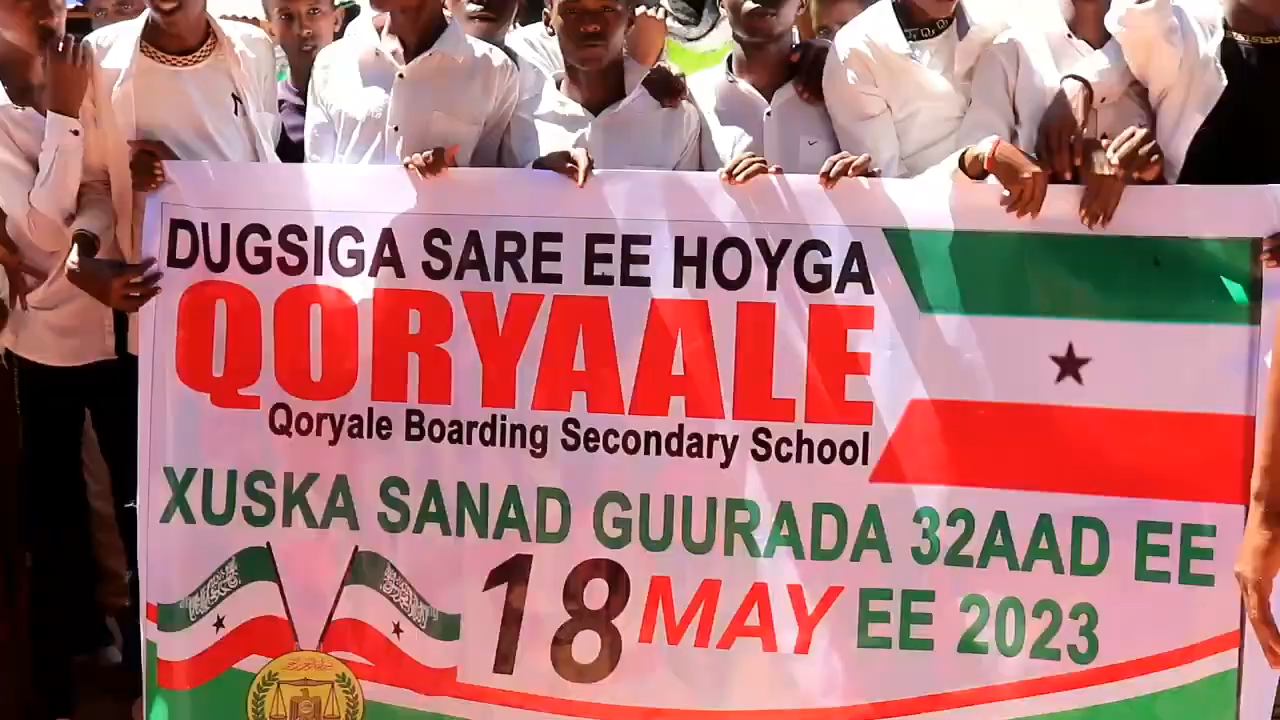 DUGSIGA SARE EE HOYGA
QORYAALE
Qoryale Boarding Secondary School
XUSKA SANAD GUURADA 32AAD EE
18 MAY EE 2023